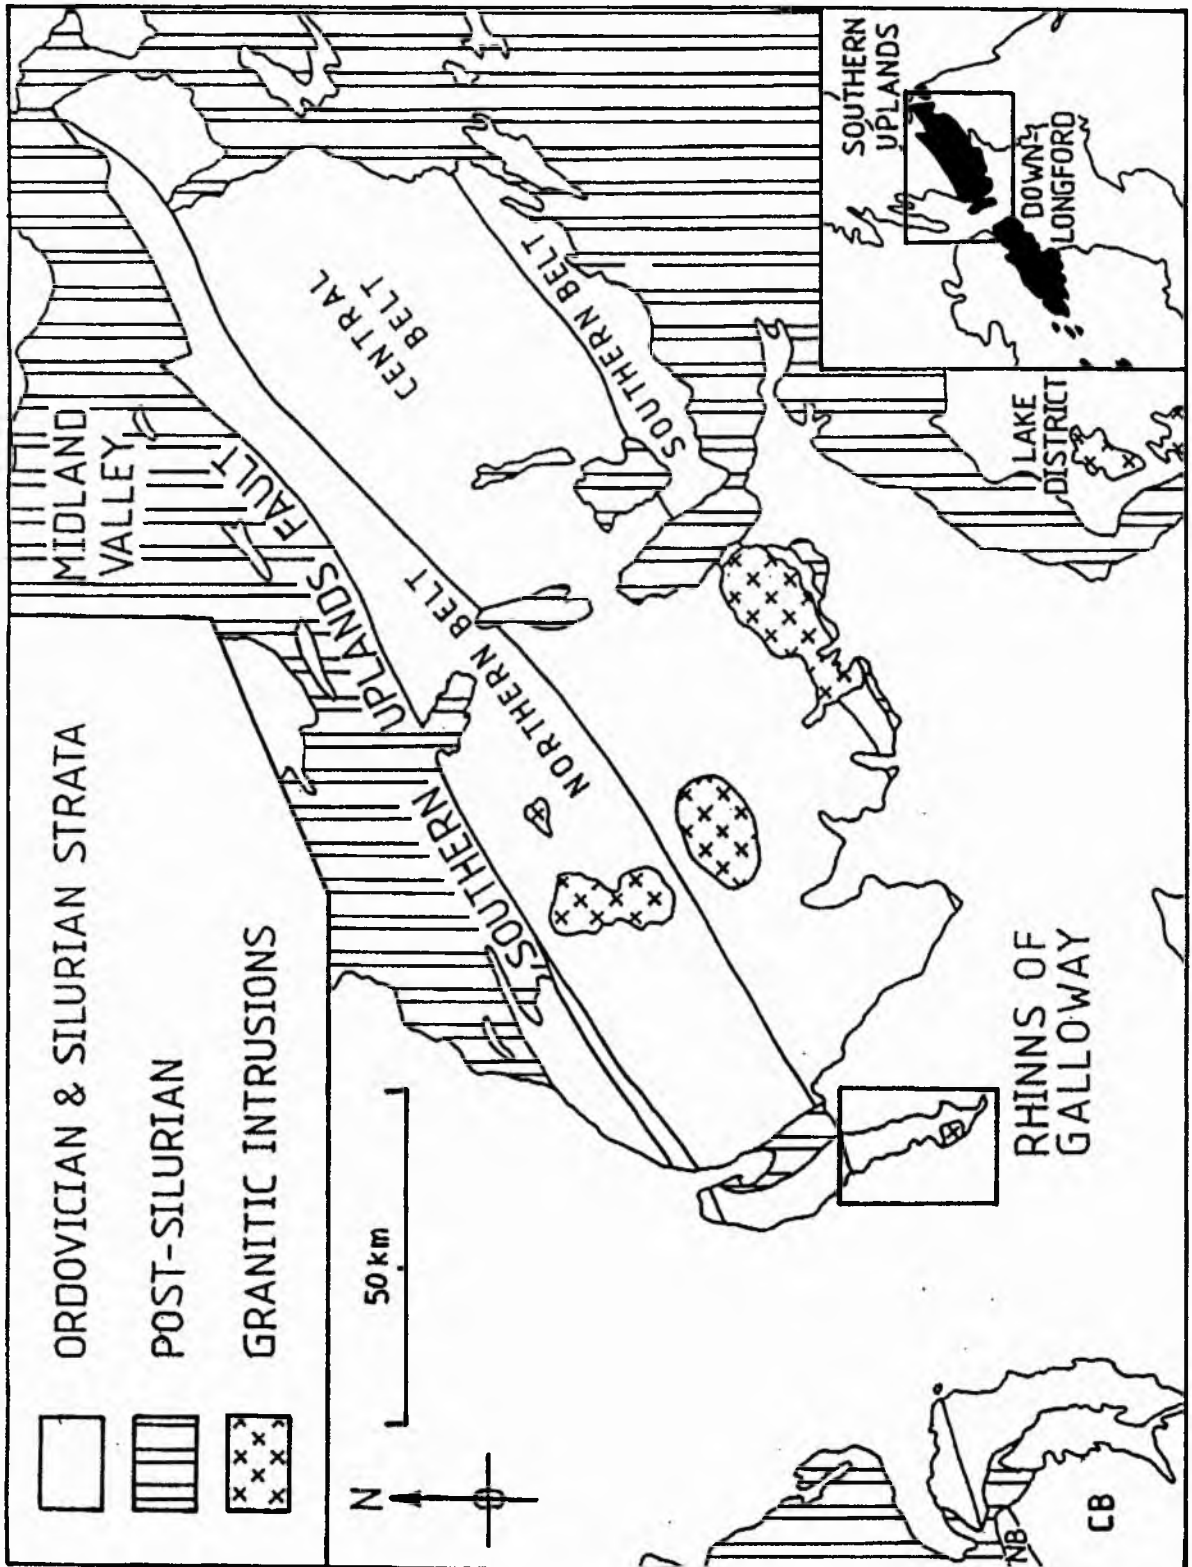 ORDOVICIAN & SILURIAN STRATA
POST-SILURIAN
GRANITIC INTRUSIONS
N
50 km
MIDLAND
VALLEY
SOUTHERN UPLANDS FAULT
NORTHERN BELT
CENTRAL
BELT
SOUTHERN BELT
RHINNS OF
GALLOWAY
LAKE
DISTRICT
NB
CB
SOUTHERN
UPLANDS
DOWN-
LONGFORD